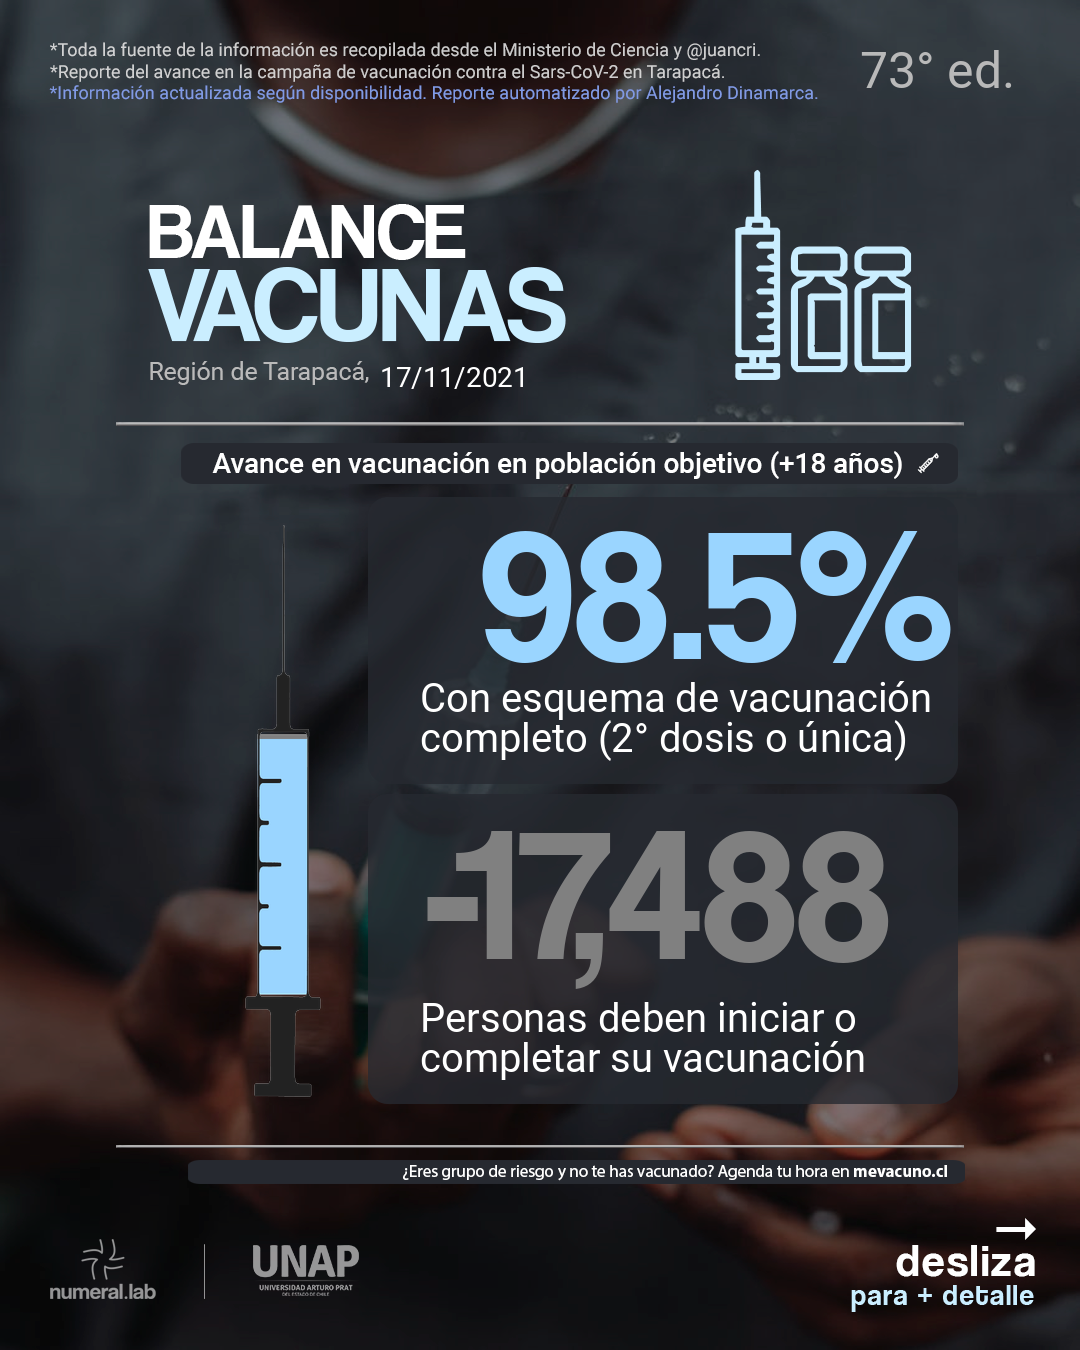 *Toda la fuente de la información es recopilada desde el Ministerio de Ciencia y @juancri.
*Reporte del avance en la campaña de vacunación contra el Sars-CoV-2 en Tarapacá.
*Información actualizada según disponibilidad. Reporte automatizado por Alejandro Dinamarca.
73° ed.
BALANCE
VACUNAS
Región de Tarapacá, 17/11/2021
Avance en vacunación en población objetivo (+18 años)
98.5%
Con esquema de vacunación
completo (2° dosis o única)
-17,488
Personas deben iniciar o
completar su vacunación
¿Eres grupo de riesgo y no te has vacunado? Agenda tu hora en mevacuno.cl
numeral.lab
UNAP
UNIVERSIDAD ARTURO PRAT
DEL ESTADO DE CHILE
desliza
para + detalle